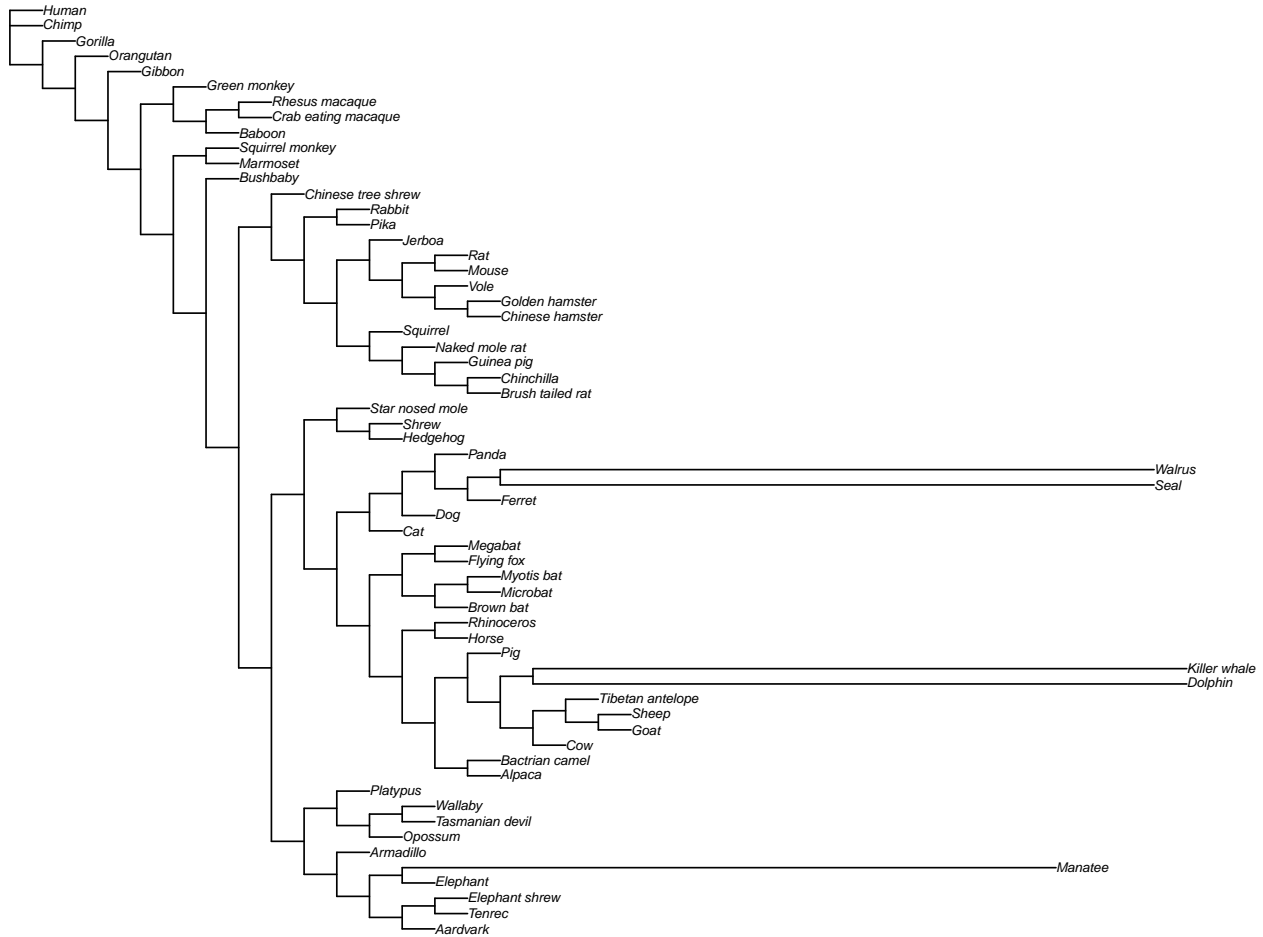 Human
Chimp
Gorilla
Orangutan
Gibbon
Green monkey
Rhesus macaque
Crab eating macaque
Baboon
Squirrel monkey
Marmoset
Bushbaby
Chinese tree shrew
Rabbit
Pika
Jerboa
Rat
Mouse
Vole
Golden hamster
Chinese hamster
Squirrel
Naked mole rat
Guinea pig
Chinchilla
Brush tailed rat
Star nosed mole
Shrew
Hedgehog
Panda
Walrus
Seal
Ferret
Dog
Cat
Megabat
Flying fox
Myotis bat
Microbat
Brown bat
Rhinoceros
Horse
Pig
Killer whale
Dolphin
Tibetan antelope
Sheep
Goat
Cow
Bactrian camel
Alpaca
Platypus
Wallaby
Tasmanian devil
Opossum
Armadillo
Manatee
Elephant
Elephant shrew
Tenrec
Aardvark